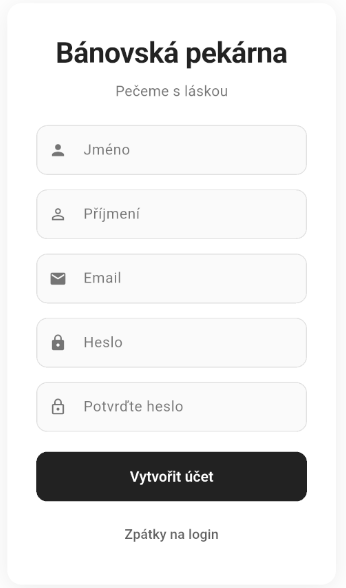 Bánovská pekárna
Pečeme s láskou
Jméno
Příjmení
Email
Heslo
Potvrďte heslo
Vytvořit účet
Zpátky na login